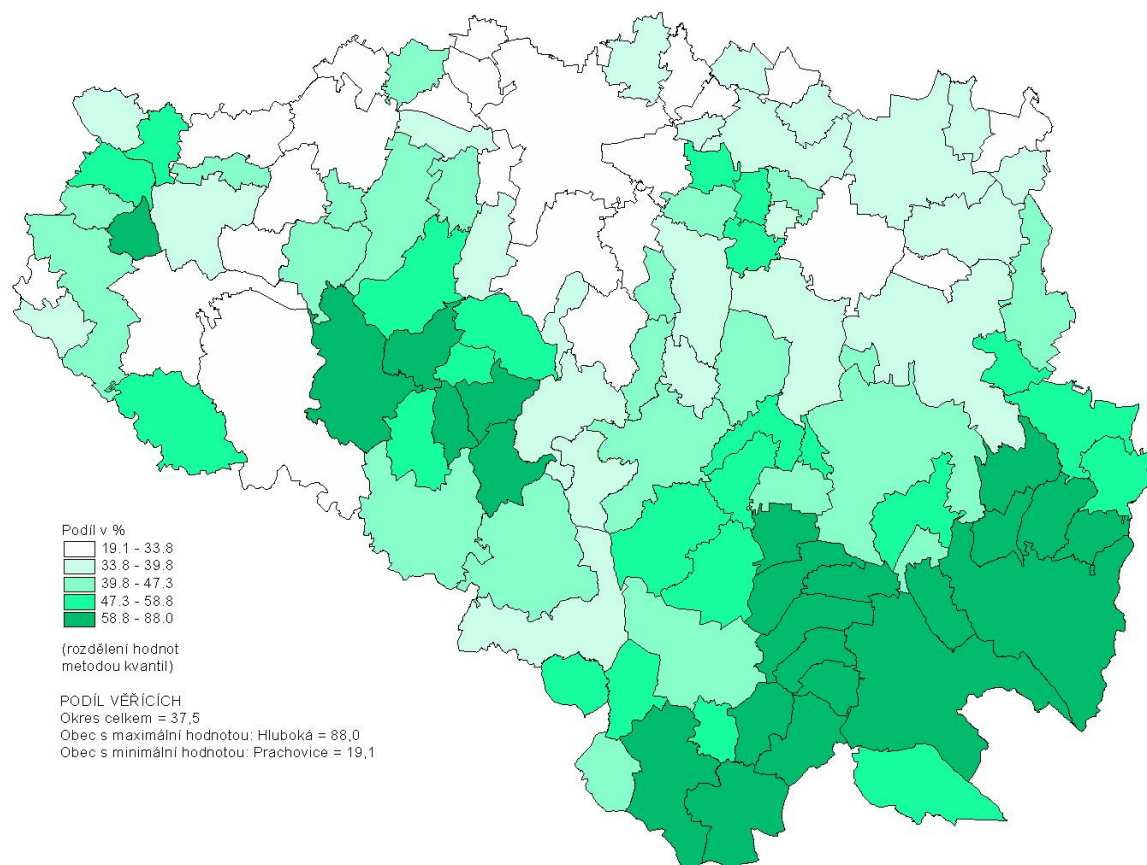 Podíl v %
19.1 - 33.8
33.8 - 39.8
39.8 - 47.3
47.3 - 58.8
58.8 - 88.0
(rozdělení hodnot
metodou kvantil)
PODÍL VĚŘÍCÍCH
Okres celkem = 37,5
Obec s maximální hodnotou: Hluboká = 88,0
Obec s minimální hodnotou: Prachovice = 19,1